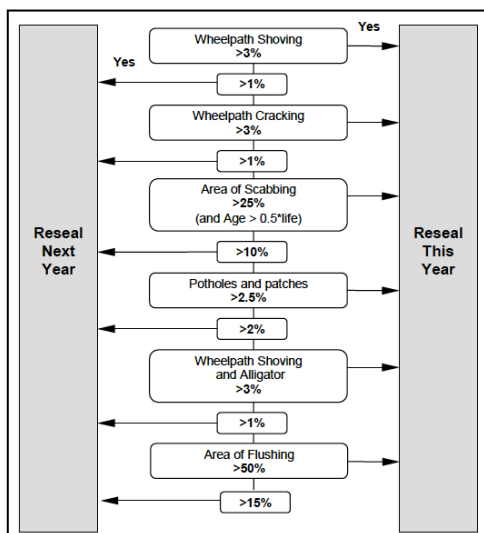 Wheelpath Shoving
>3%
Yes
Yes
>1%
Wheelpath Cracking
>3%
>1%
Area of Scabbing
>25%
(and Age > 0.5*life)
Reseal
Next
Year
Reseal
This
Year
>10%
Potholes and patches
>2.5%
>2%
Wheelpath Shoving
and Alligator
>3%
>1%
Area of Flushing
>50%
>15%